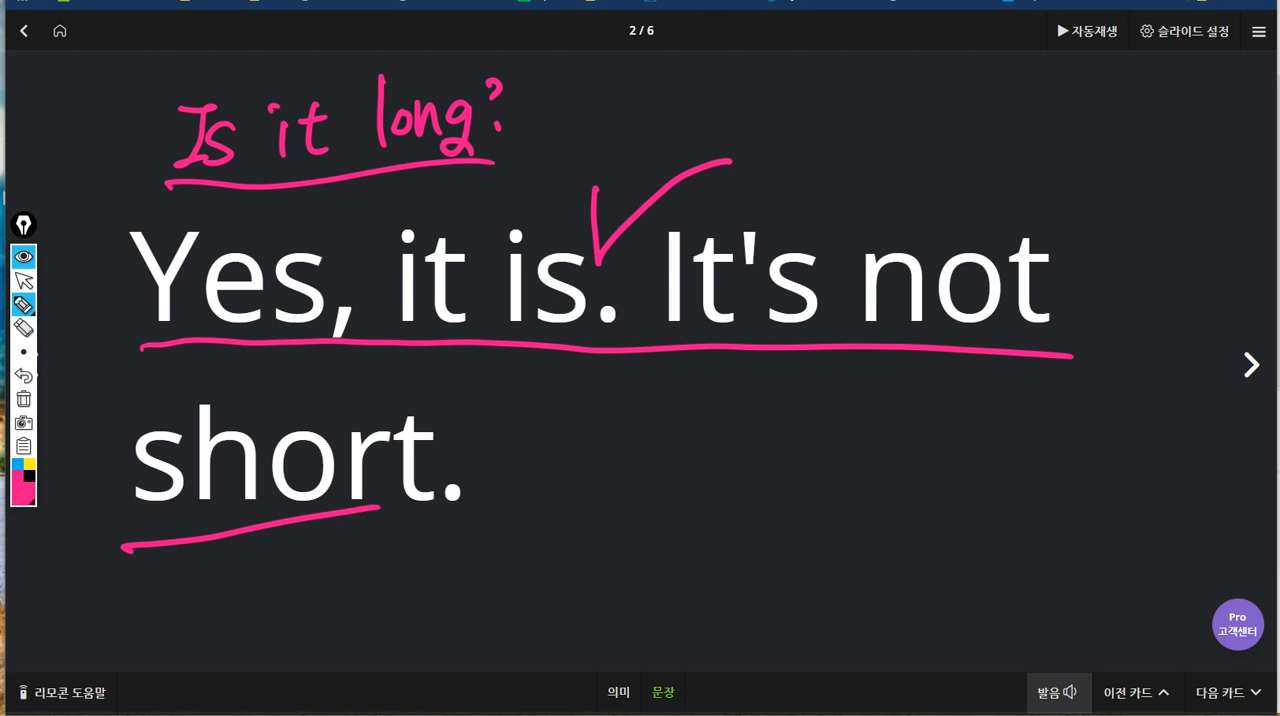 2 / 6
자동재생
슬라이드 설정
Is it long?
Yes, it is. It's not
short.
Pro
고객센터
리모콘 도움말
의미
문장
발음
이전 카드
다음 카드